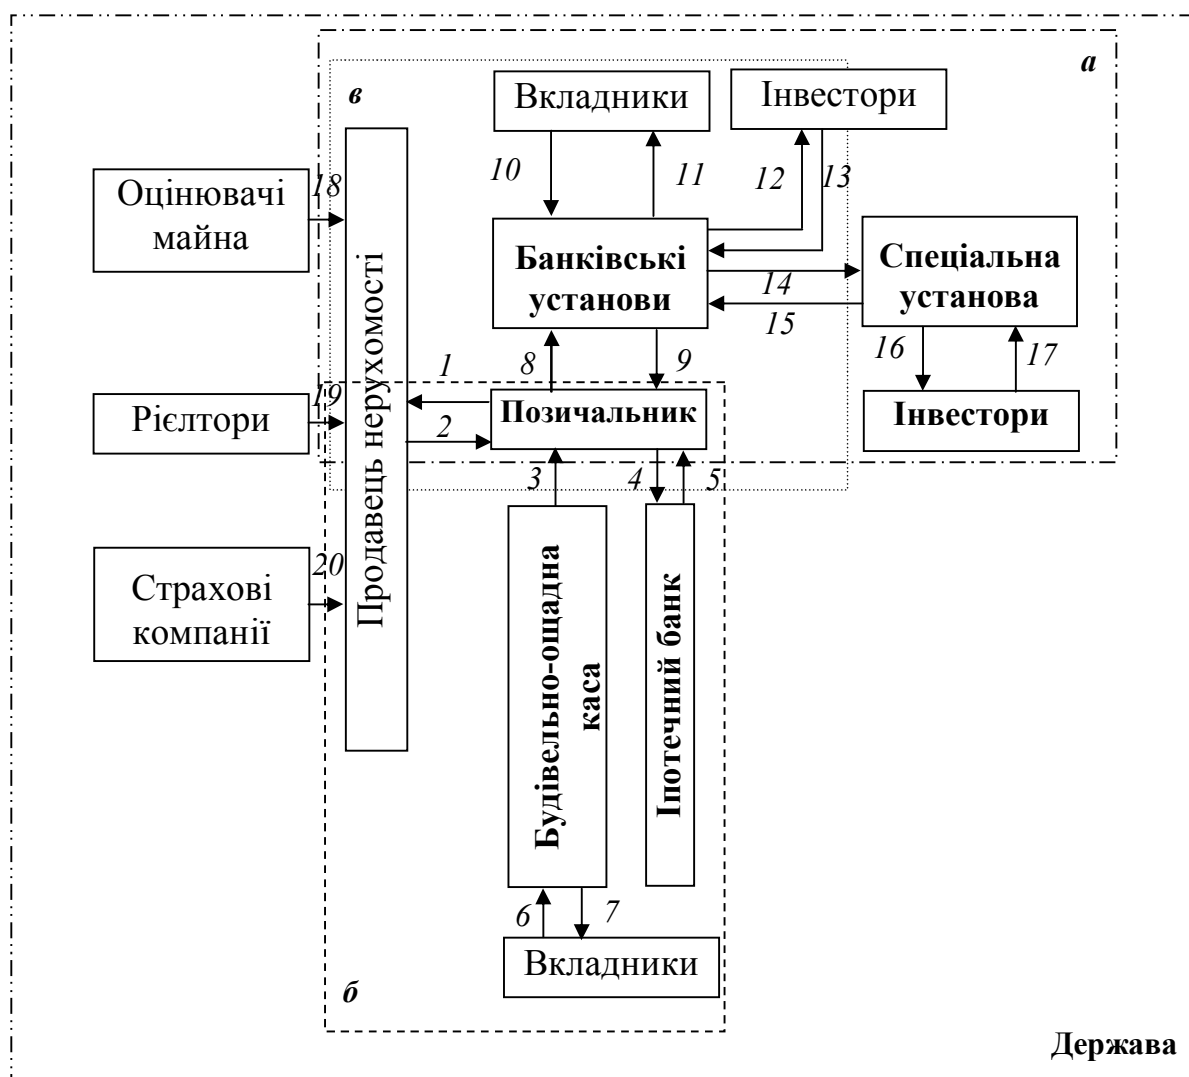 а
в
Вкладники
Інвестори
10
11
12
13
Оцінювачі
майна
18
Банківські
установи
Спеціальна
установа
14
15
16
17
8
9
1
2
Продавець нерухомості
Рієлтори
19
Позичальник
Інвестори
3
4
5
Страхові
компанії
20
Будівельно-ощадна
каса
Іпотечний банк
6
7
Вкладники
б
Держава